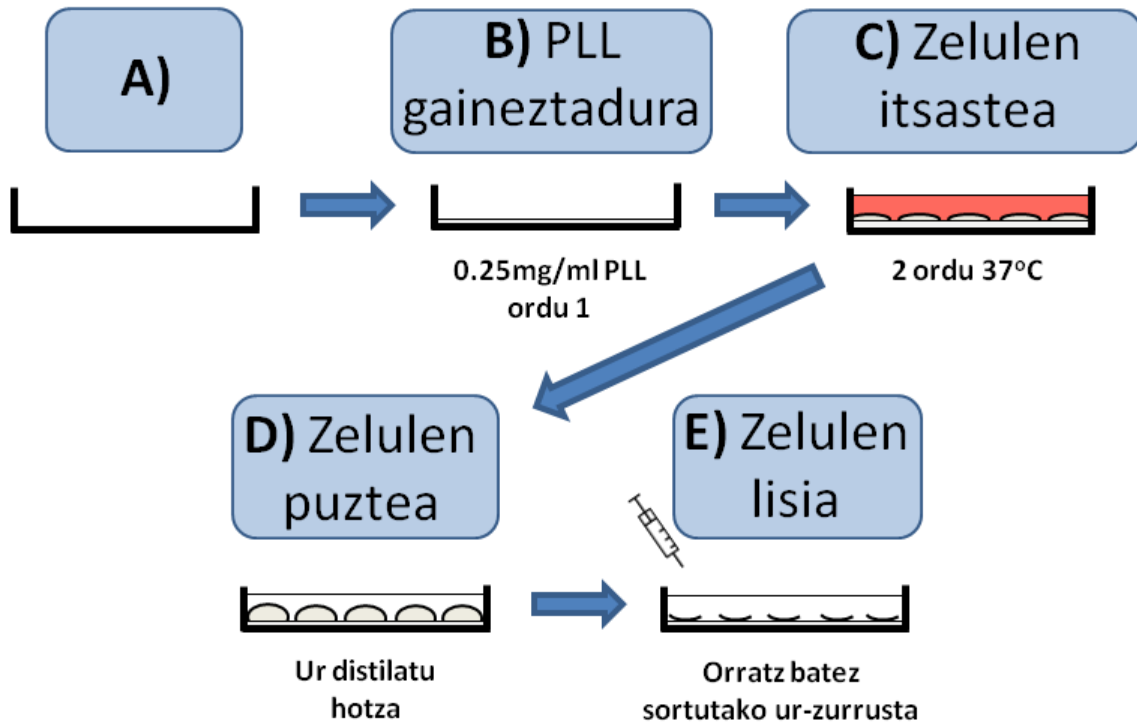 A)
B) PLL
gaineztadura
C) Zelulen
itsastea
0.25mg/ml PLL
ordu 1
2 ordu 37ºC
D) Zelulen
puztea
E) Zelulen
lisia
Ur distilatu
hotza
Orratz batez
sortutako ur-zurrusta